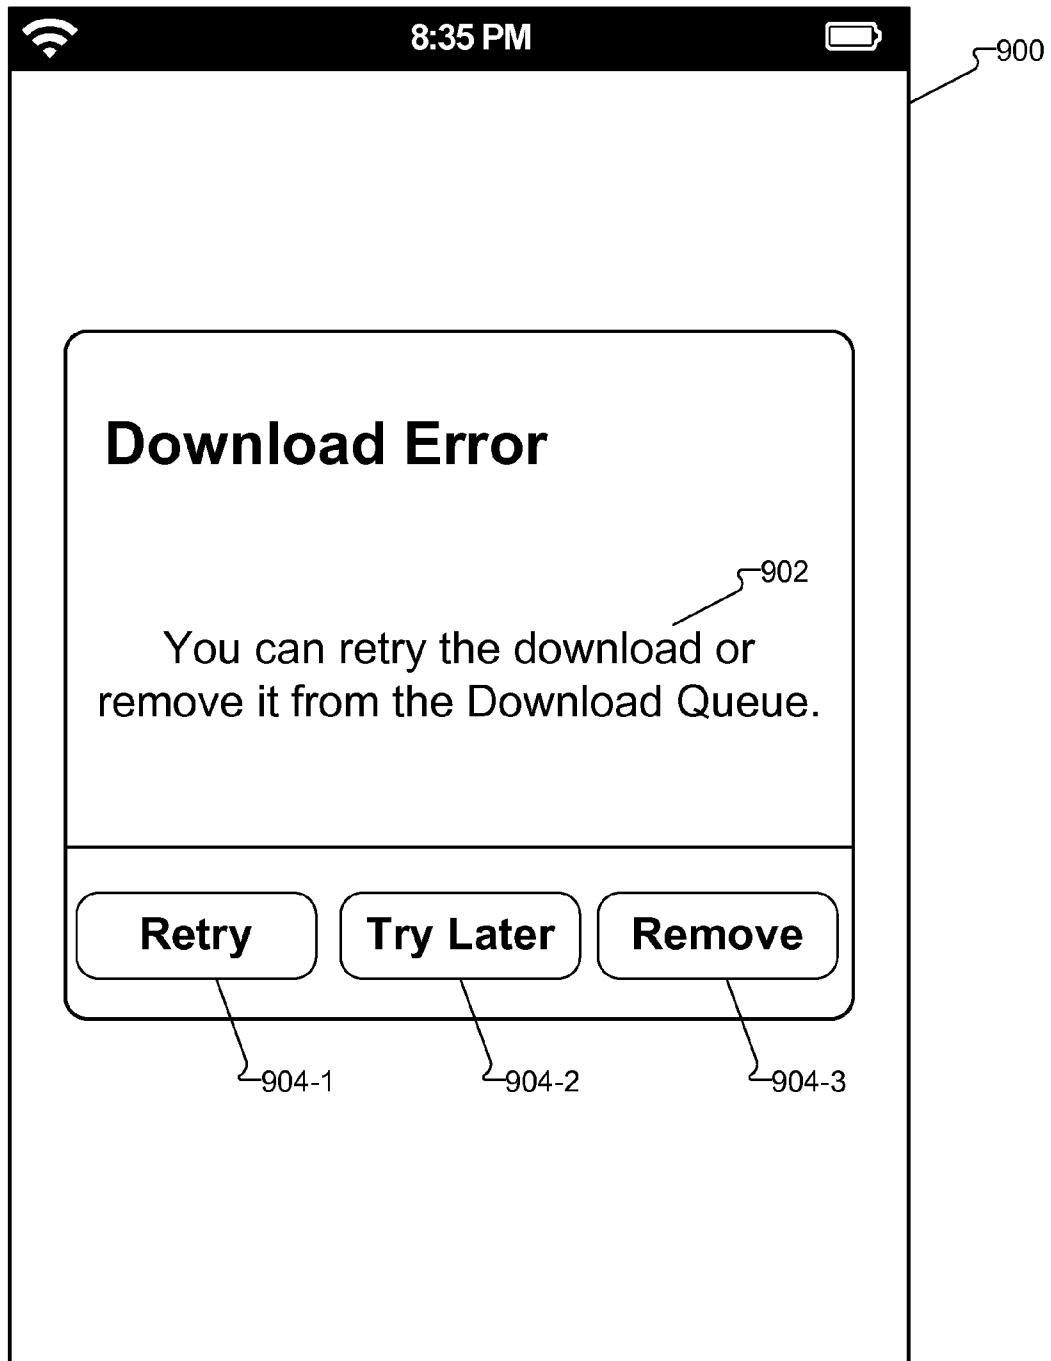 8:35 PM
900
Download Error
902
You can retry the download or
remove it from the Download Queue.
Retry Try Later Remove
904-1 904-2 904-3